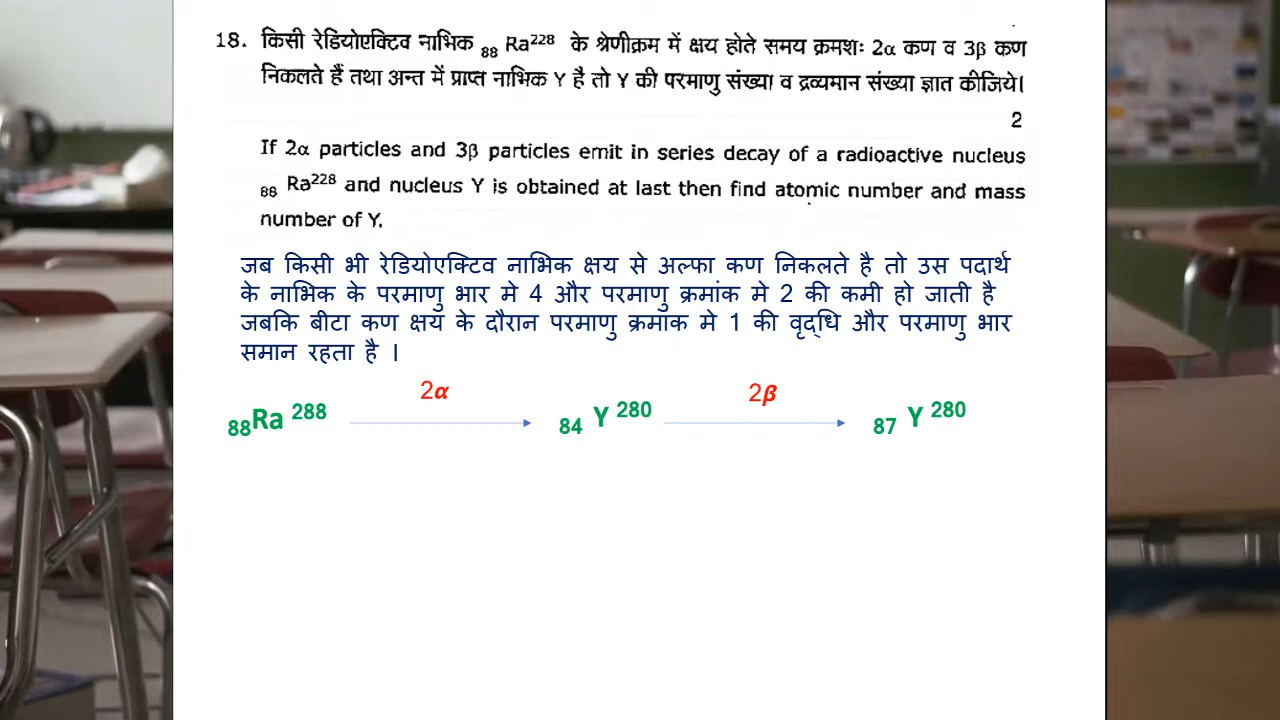 18. किसी रेडियोएक्टिव नाभिक ₈₈ Ra²²⁸ के श्रेणीक्रम में क्षय होते समय क्रमशः 2α कण व 3β कण
निकलते हैं तथा अन्त में प्राप्त नाभिक Y है तो Y की परमाणु संख्या व द्रव्यमान संख्या ज्ञात कीजिये।
2
If 2α particles and 3β particles emit in series decay of a radioactive nucleus
₈₈ Ra²²⁸ and nucleus Y is obtained at last then find atomic number and mass
number of Y.
जब किसी भी रेडियोएक्टिव नाभिक क्षय से अल्फा कण निकलते है तो उस पदार्थ
के नाभिक के परमाणु भार मे 4 और परमाणु क्रमांक मे 2 की कमी हो जाती है
जबकि बीटा कण क्षय के दौरान परमाणु क्रमांक मे 1 की वृद्धि और परमाणु भार
समान रहता है ।
2α 2β
₈₈Ra ²⁸⁸ ₈₄ Y ²⁸⁰ ₈₇ Y ²⁸⁰